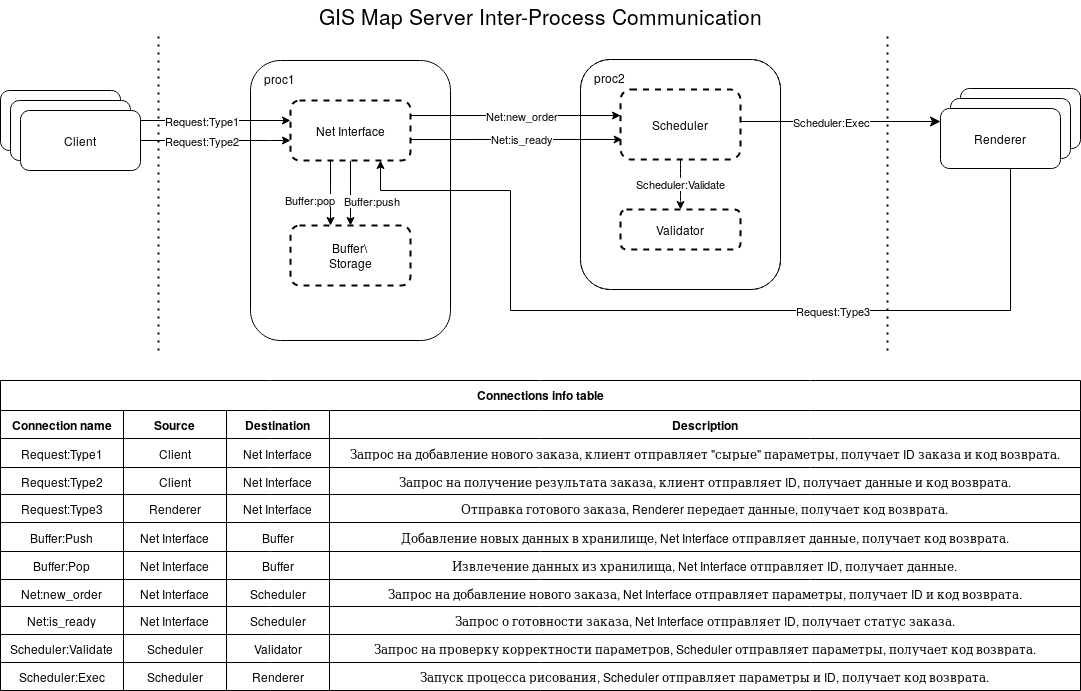 GIS Map Server Inter-Process Communication
proc1
proc2
Client
Request:Type1
Request:Type2
Net Interface
Net:new_order
Net:is_ready
Scheduler
Scheduler:Exec
Renderer
Buffer:pop
Buffer:push
Scheduler:Validate
Buffer\
Storage
Validator
Request:Type3
Connections info table
Connection name Source Destination Description
Request:Type1 Client Net Interface Запрос на добавление нового заказа, клиент отправляет "сырые" параметры, получает ID заказа и код возврата.
Request:Type2 Client Net Interface Запрос на получение результата заказа, клиент отправляет ID, получает данные и код возврата.
Request:Type3 Renderer Net Interface Отправка готового заказа, Renderer передает данные, получает код возврата.
Buffer:Push Net Interface Buffer Добавление новых данных в хранилище, Net Interface отправляет данные, получает код возврата.
Buffer:Pop Net Interface Buffer Извлечение данных из хранилища, Net Interface отправляет ID, получает данные.
Net:new_order Net Interface Scheduler Запрос на добавление нового заказа, Net Interface отправляет параметры, получает ID и код возврата.
Net:is_ready Net Interface Scheduler Запрос о готовности заказа, Net Interface отправляет ID, получает статус заказа.
Scheduler:Validate Scheduler Validator Запрос на проверку корректности параметров, Scheduler отправляет параметры, получает код возврата.
Scheduler:Exec Scheduler Renderer Запуск процесса рисования, Scheduler отправляет параметры и ID, получает код возврата.